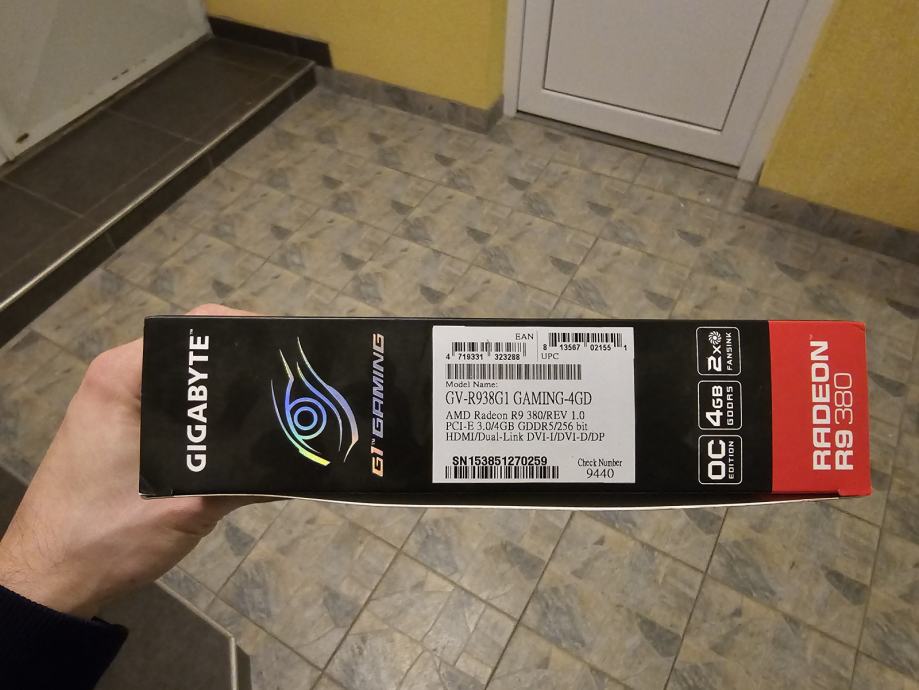 GIGABYTE™
G1™ GAMING
EAN
4 719331 323288
8 13567 02155 1
UPC
Model Name:
GV-R938G1 GAMING-4GD
AMD Radeon R9 380/REV 1.0
PCI-E 3.0/4GB GDDR5/256 bit
HDMI/Dual-Link DVI-I/DVI-D/DP
SN153851270259
Check Number
9440
2X
FANSINK
4GB
GDDR5
OC
EDITION
RADEON
R9 380